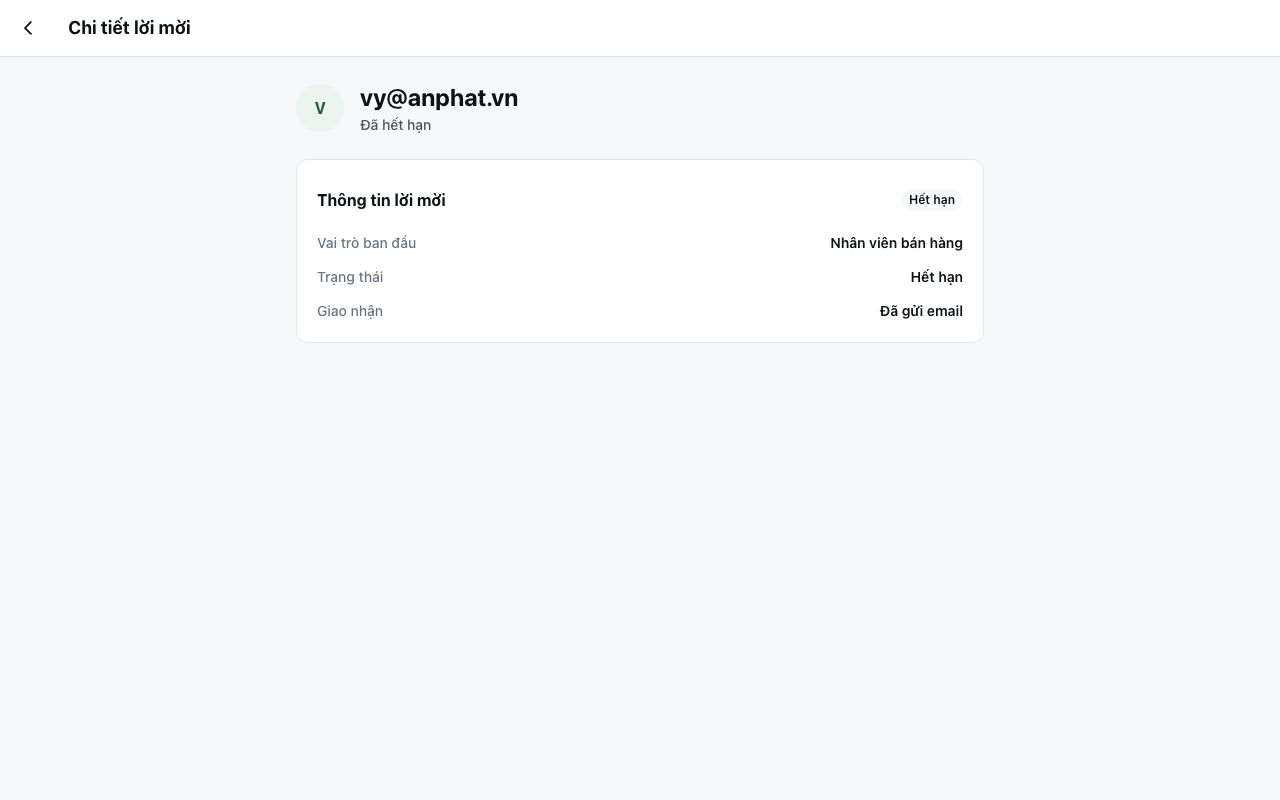 Chi tiết lời mời
V
vy@anphat.vn
Đã hết hạn
Thông tin lời mời
Hết hạn
Vai trò ban đầu
Nhân viên bán hàng
Trạng thái
Hết hạn
Giao nhận
Đã gửi email